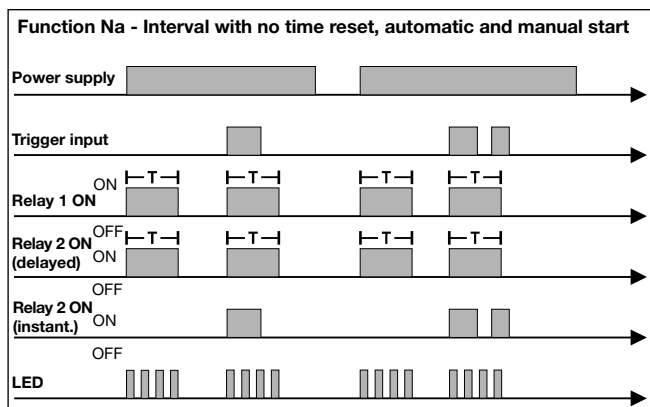 Function Na - Interval with no time reset, automatic and manual start
Power supply
Trigger input
ON T T T T
Relay 1 ON
OFF
Relay 2 ON T T T T
(delayed) ON
OFF
Relay 2 ON
(instant.) ON
OFF
LED